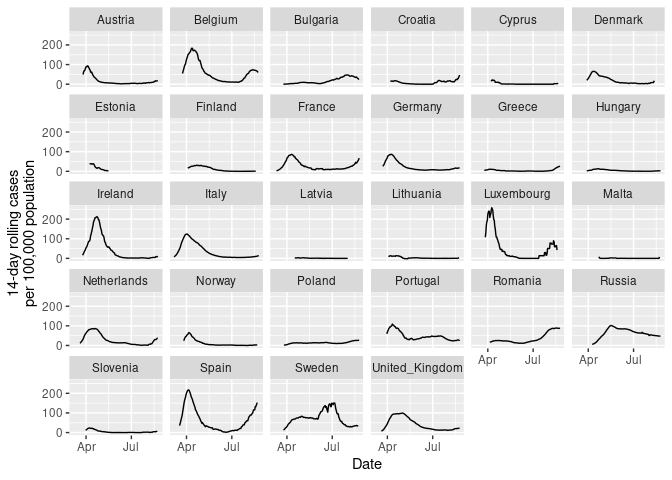 Austria Belgium Bulgaria Croatia Cyprus Denmark
200
100
0
Estonia Finland France Germany Greece Hungary
200
100
0
Ireland Italy Latvia Lithuania Luxembourg Malta
200
100
0
Netherlands Norway Poland Portugal Romania Russia
200
100
0
Apr Jul Apr Jul
Slovenia Spain Sweden United_Kingdom
200
100
0
Apr Jul Apr Jul Apr Jul Apr Jul
Date
14-day rolling cases
per 100,000 population